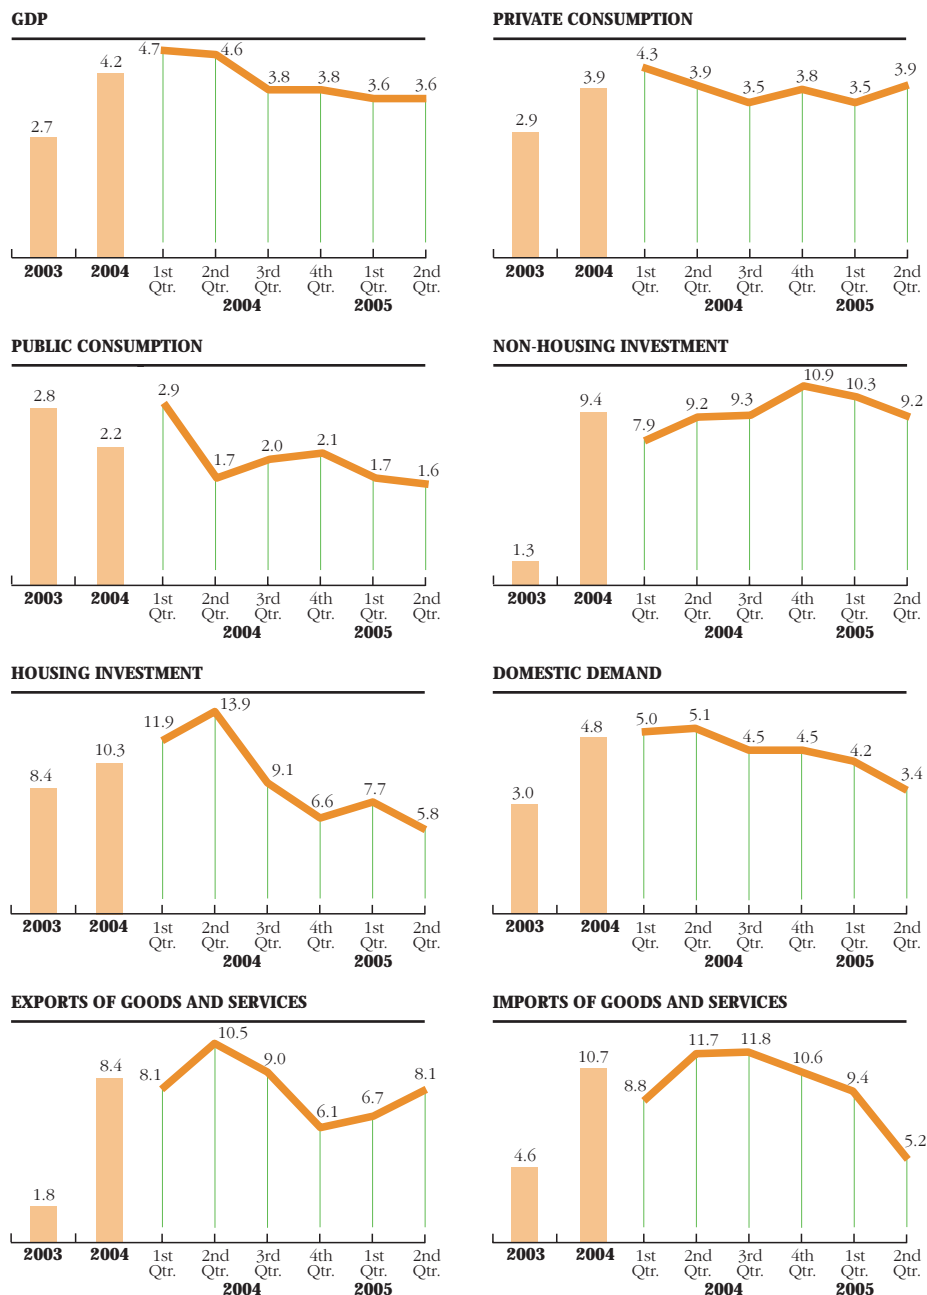 GDP
4.7
4.6
4.2
3.8
3.8
3.6
3.6
2.7
2003
2004
1st
Qtr.
2nd
Qtr.
3rd
Qtr.
4th
Qtr.
1st
Qtr.
2nd
Qtr.
2004
2005
PRIVATE CONSUMPTION
4.3
3.9
3.9
3.5
3.8
3.5
3.9
2.9
2003
2004
1st
Qtr.
2nd
Qtr.
3rd
Qtr.
4th
Qtr.
1st
Qtr.
2nd
Qtr.
2004
2005
PUBLIC CONSUMPTION
2.8
2.2
2.9
1.7
2.0
2.1
1.7
1.6
2003
2004
1st
Qtr.
2nd
Qtr.
3rd
Qtr.
4th
Qtr.
1st
Qtr.
2nd
Qtr.
2004
2005
NON-HOUSING INVESTMENT
1.3
9.4
7.9
9.2
9.3
10.9
10.3
9.2
2003
2004
1st
Qtr.
2nd
Qtr.
3rd
Qtr.
4th
Qtr.
1st
Qtr.
2nd
Qtr.
2004
2005
HOUSING INVESTMENT
8.4
10.3
11.9
13.9
9.1
6.6
7.7
5.8
2003
2004
1st
Qtr.
2nd
Qtr.
3rd
Qtr.
4th
Qtr.
1st
Qtr.
2nd
Qtr.
2004
2005
DOMESTIC DEMAND
3.0
4.8
5.0
5.1
4.5
4.5
4.2
3.4
2003
2004
1st
Qtr.
2nd
Qtr.
3rd
Qtr.
4th
Qtr.
1st
Qtr.
2nd
Qtr.
2004
2005
EXPORTS OF GOODS AND SERVICES
1.8
8.4
8.1
10.5
9.0
6.1
6.7
8.1
2003
2004
1st
Qtr.
2nd
Qtr.
3rd
Qtr.
4th
Qtr.
1st
Qtr.
2nd
Qtr.
2004
2005
IMPORTS OF GOODS AND SERVICES
4.6
10.7
8.8
11.7
11.8
10.6
9.4
5.2
2003
2004
1st
Qtr.
2nd
Qtr.
3rd
Qtr.
4th
Qtr.
1st
Qtr.
2nd
Qtr.
2004
2005